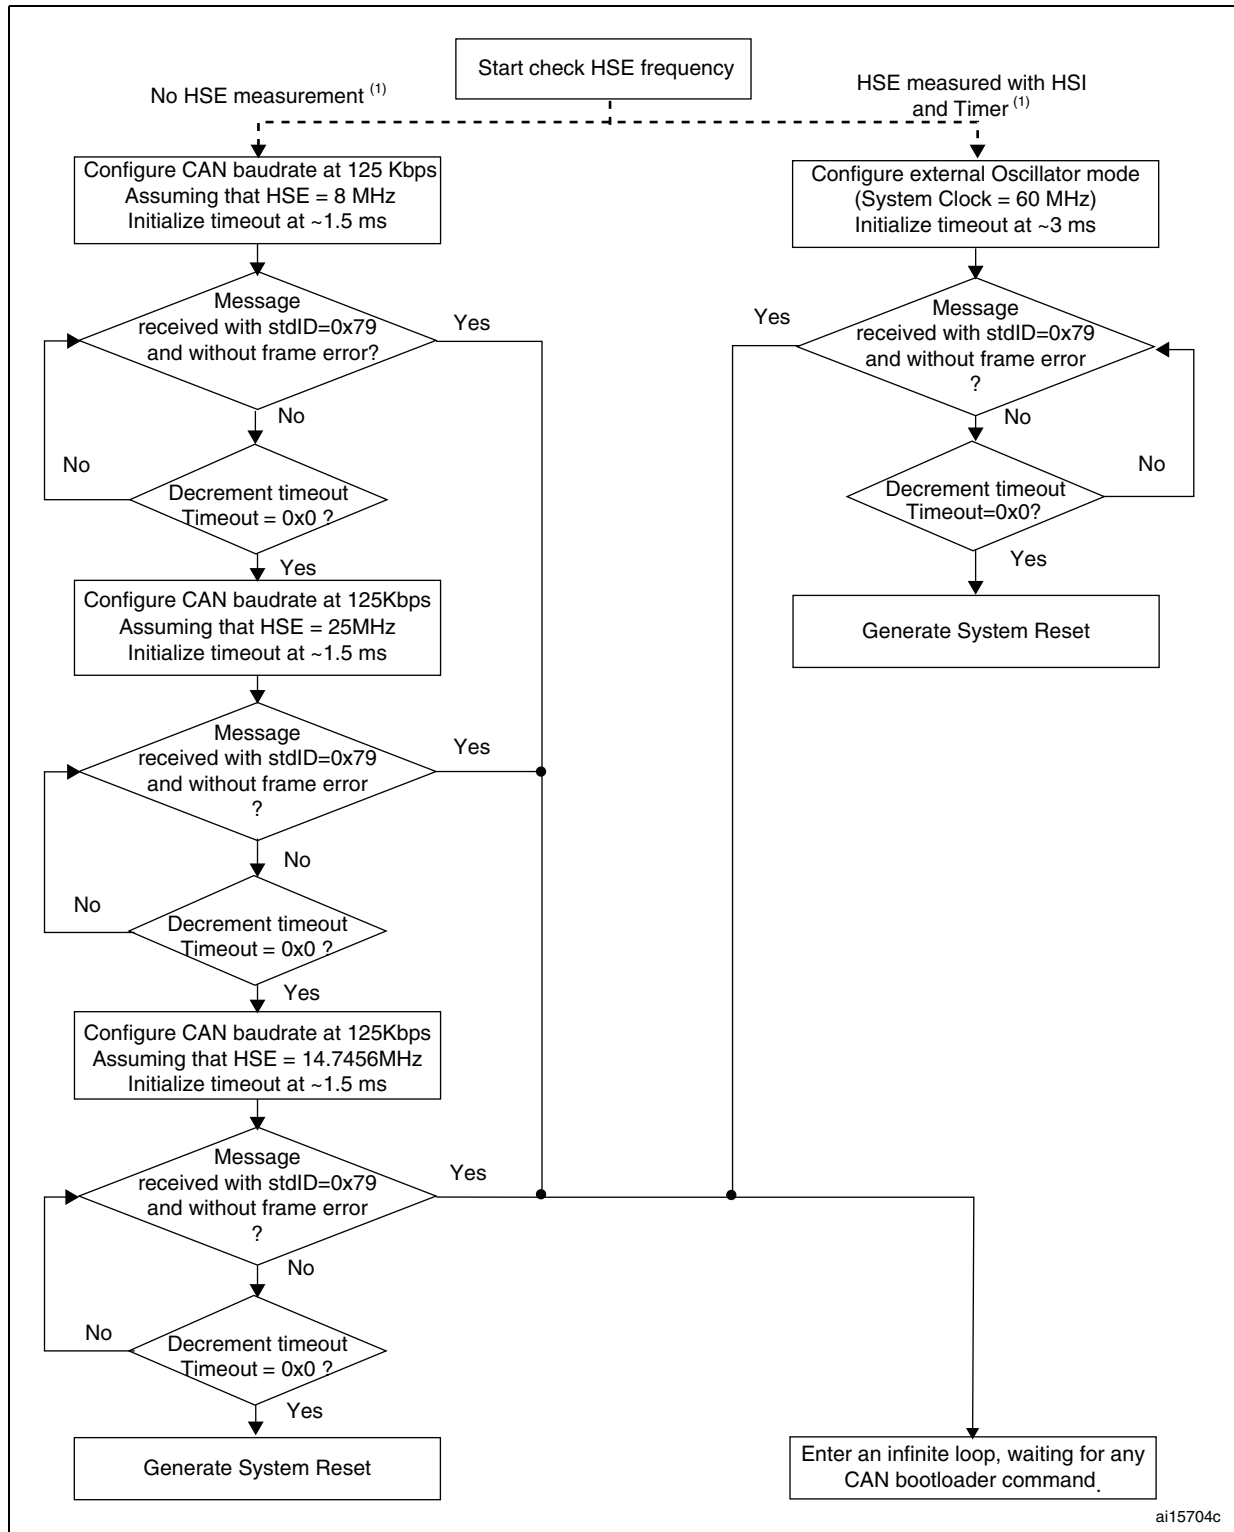 Start check HSE frequency
No HSE measurement (1)
HSE measured with HSI
and Timer (1)
Configure CAN baudrate at 125 Kbps
Assuming that HSE = 8 MHz
Initialize timeout at ~1.5 ms
Configure external Oscillator mode
(System Clock = 60 MHz)
Initialize timeout at ~3 ms
Message
received with stdID=0x79
and without frame error?
Yes
No
No
Decrement timeout
Timeout = 0x0 ?
Yes
Yes
Message
received with stdID=0x79
and without frame error
?
No
No
Decrement timeout
Timeout=0x0?
Yes
Generate System Reset
Configure CAN baudrate at 125Kbps
Assuming that HSE = 25MHz
Initialize timeout at ~1.5 ms
Message
received with stdID=0x79
and without frame error
?
Yes
No
No
Decrement timeout
Timeout = 0x0 ?
Yes
Configure CAN baudrate at 125Kbps
Assuming that HSE = 14.7456MHz
Initialize timeout at ~1.5 ms
Message
received with stdID=0x79
and without frame error
?
Yes
No
No
Decrement timeout
Timeout = 0x0 ?
Yes
Generate System Reset
Enter an infinite loop, waiting for any
CAN bootloader command.
ai15704c